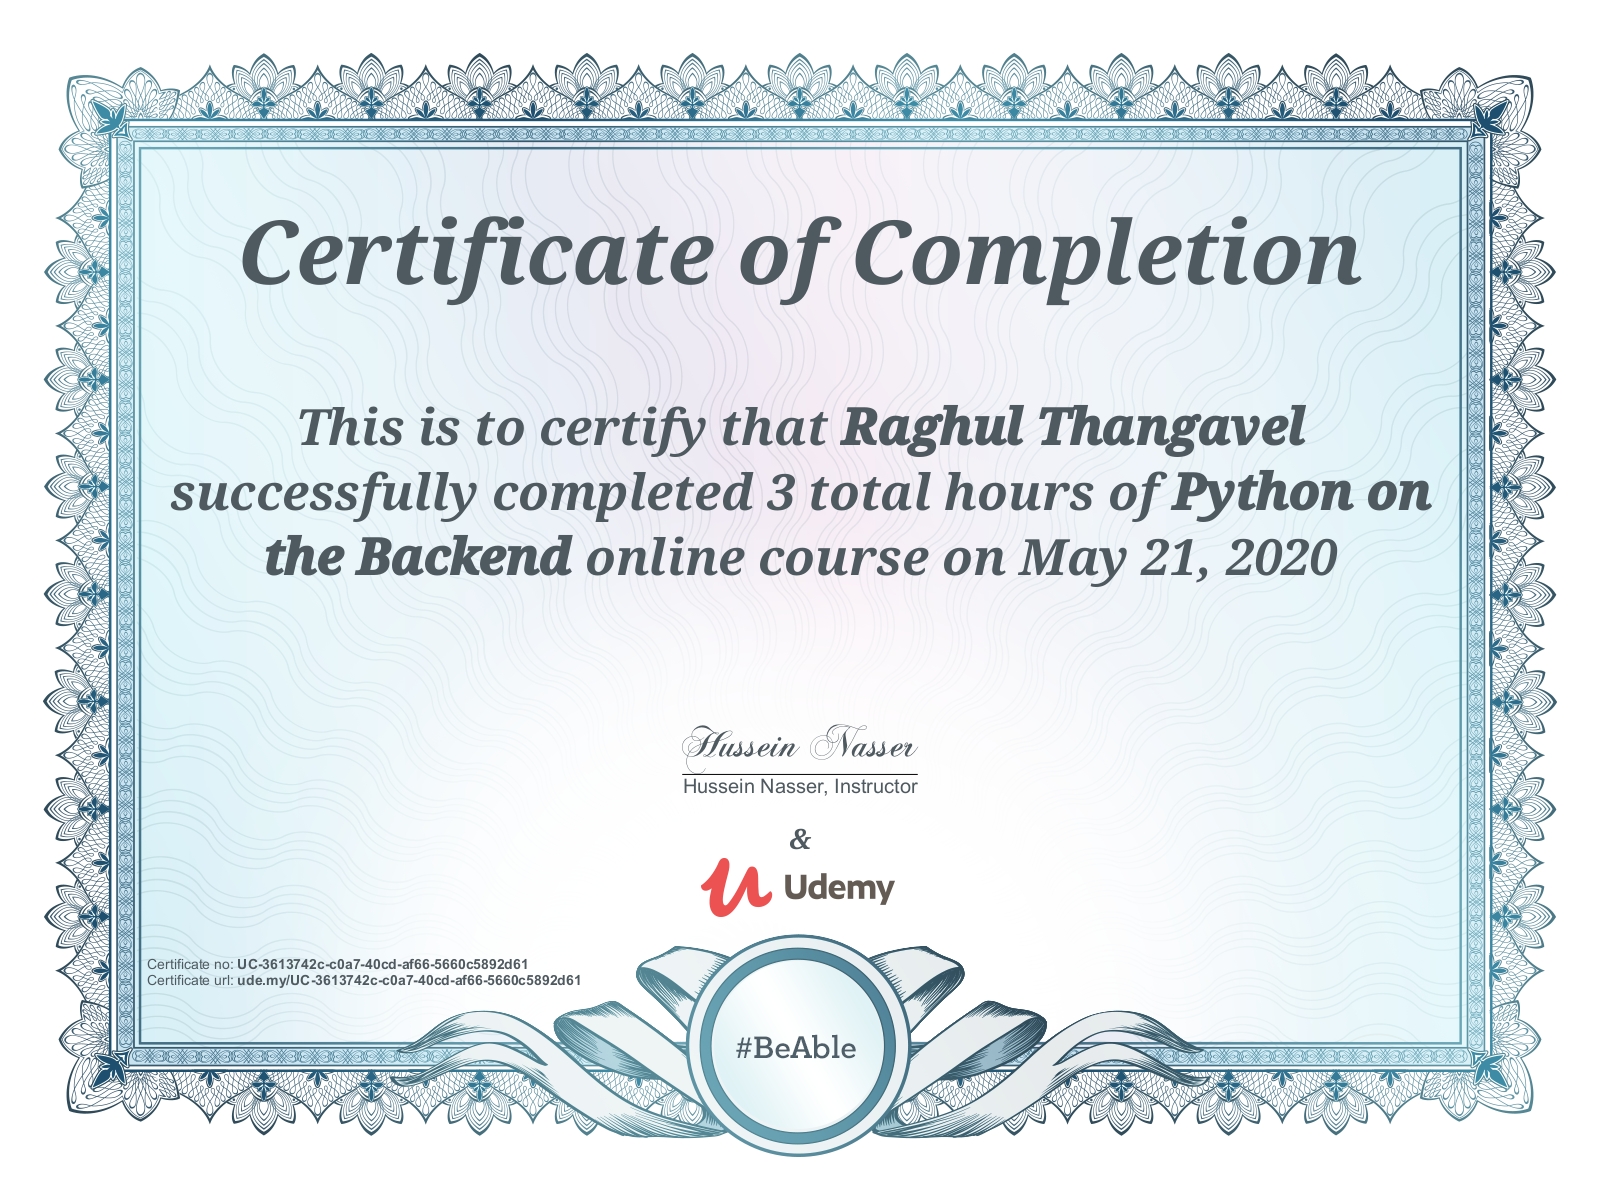 Certificate of Completion
This is to certify that Raghul Thangavel
successfully completed 3 total hours of Python on
the Backend online course on May 21, 2020
Hussein Nasser
Hussein Nasser, Instructor
&
Udemy
Certificate no: UC-3613742c-c0a7-40cd-af66-5660c5892d61
Certificate url: ude.my/UC-3613742c-c0a7-40cd-af66-5660c5892d61
#BeAble